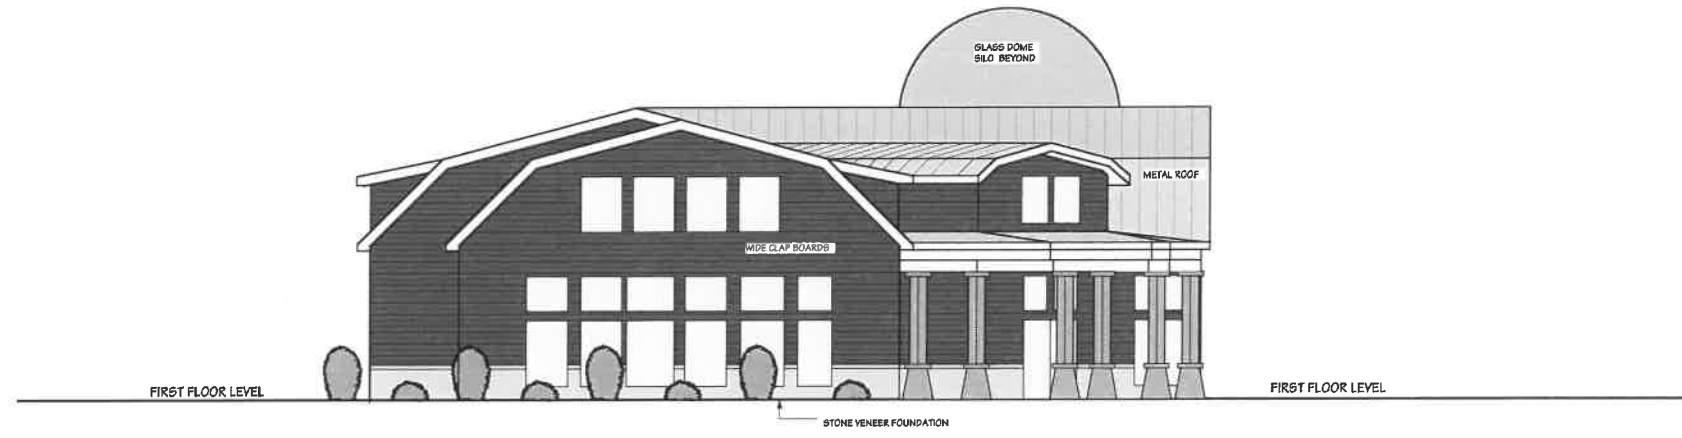 GLASS DOME
SILO BEYOND
METAL ROOF
WIDE CLAP BOARDS
FIRST FLOOR LEVEL
FIRST FLOOR LEVEL
STONE VENEER FOUNDATION